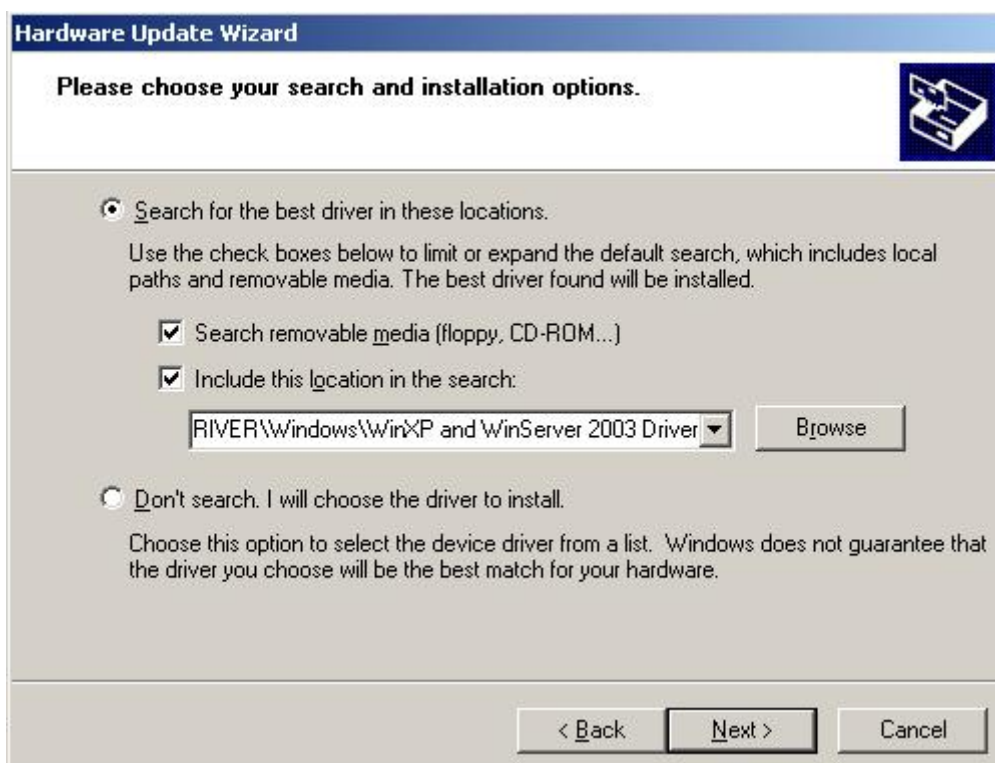 Hardware Update Wizard
Please choose your search and installation options.
Search for the best driver in these locations.
Use the check boxes below to limit or expand the default search, which includes local
paths and removable media. The best driver found will be installed.
Search removable media (floppy, CD-ROM...)
Include this location in the search:
RIVER\Windows\WinXP and WinServer 2003 Driver
Browse
Don't search. I will choose the driver to install.
Choose this option to select the device driver from a list. Windows does not guarantee that
the driver you choose will be the best match for your hardware.
< Back Next > Cancel